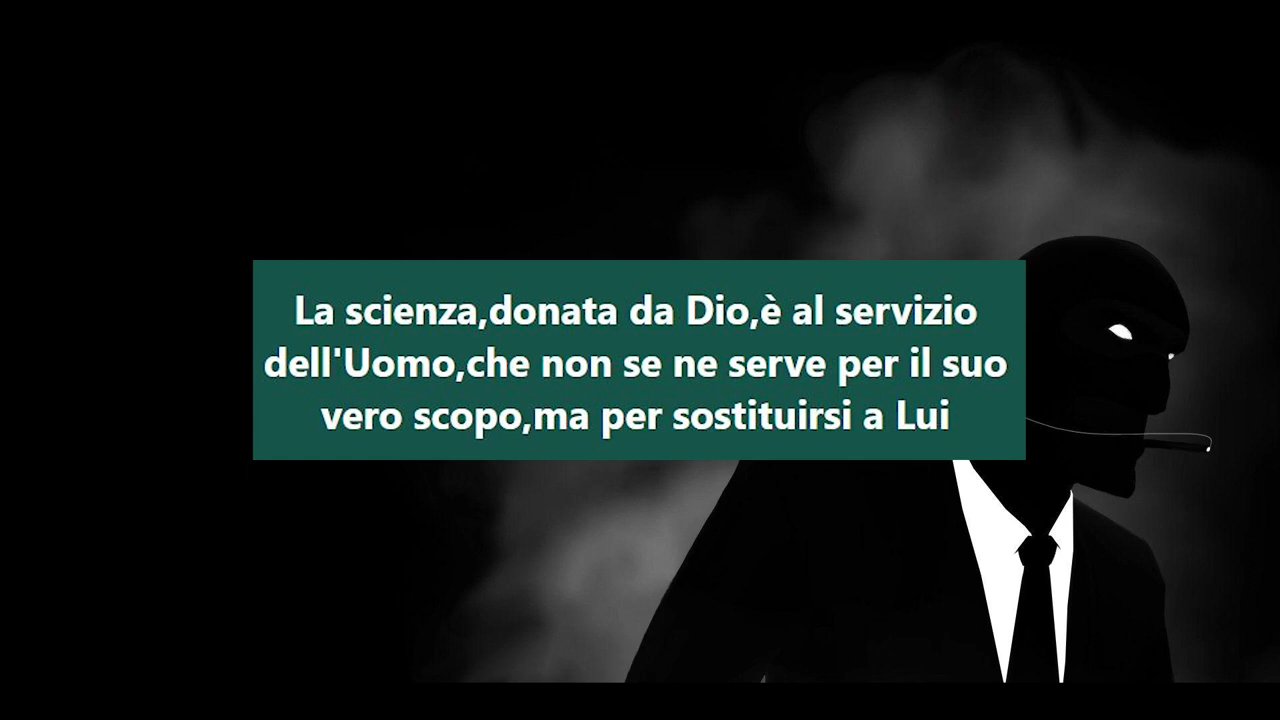 La scienza,donata da Dio,è al servizio
dell'Uomo,che non se ne serve per il suo
vero scopo,ma per sostituirsi a Lui